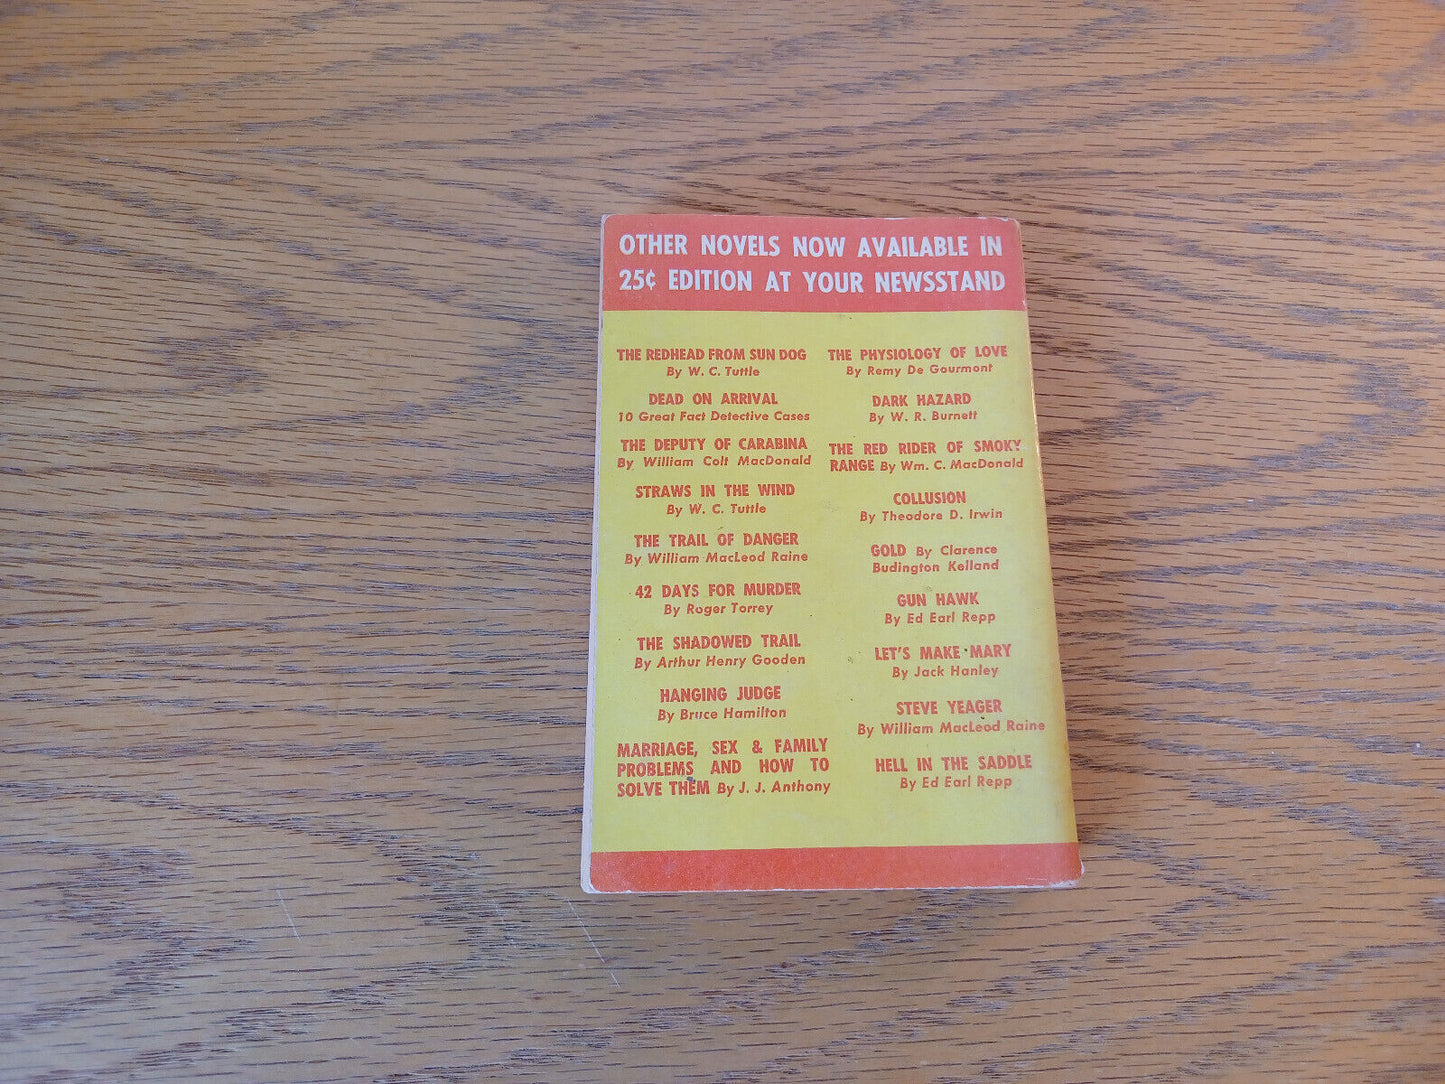 OTHER NOVELS NOW AVAILABLE IN
25¢ EDITION AT YOUR NEWSSTAND
THE REDHEAD FROM SUN DOG
By W. C. Tuttle
DEAD ON ARRIVAL
10 Great Fact Detective Cases
THE DEPUTY OF CARABINA
By William Colt MacDonald
STRAWS IN THE WIND
By W. C. Tuttle
THE TRAIL OF DANGER
By William MacLeod Raine
42 DAYS FOR MURDER
By Roger Torrey
THE SHADOWED TRAIL
By Arthur Henry Gooden
HANGING JUDGE
By Bruce Hamilton
MARRIAGE, SEX & FAMILY
PROBLEMS AND HOW TO
SOLVE THEM By J. J. Anthony
THE PHYSIOLOGY OF LOVE
By Remy De Gourmont
DARK HAZARD
By W. R. Burnett
THE RED RIDER OF SMOKY
RANGE By Wm. C. MacDonald
COLLUSION
By Theodore D. Irwin
GOLD By Clarence
Budington Kelland
GUN HAWK
By Ed Earl Repp
LET'S MAKE MARY
By Jack Hanley
STEVE YEAGER
By William MacLeod Raine
HELL IN THE SADDLE
By Ed Earl Repp